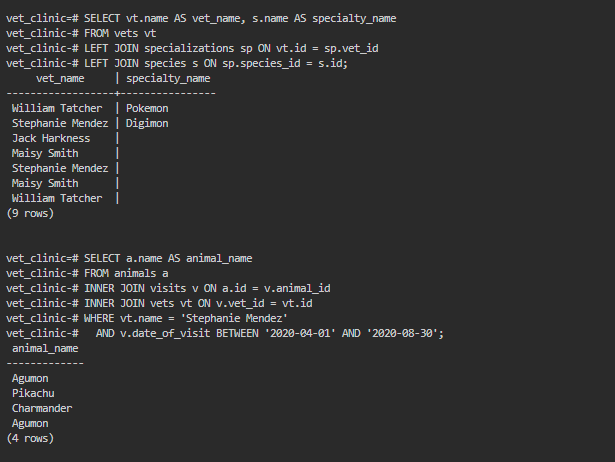 vet_clinic=# SELECT vt.name AS vet_name, s.name AS specialty_name
vet_clinic-# FROM vets vt
vet_clinic-# LEFT JOIN specializations sp ON vt.id = sp.vet_id
vet_clinic-# LEFT JOIN species s ON sp.species_id = s.id;
     vet_name     | specialty_name
------------------+----------------
 William Tatcher  | Pokemon
 Stephanie Mendez | Digimon
 Jack Harkness    |
 Maisy Smith      |
 Stephanie Mendez |
 Maisy Smith      |
 William Tatcher  |
(9 rows)

vet_clinic=# SELECT a.name AS animal_name
vet_clinic-# FROM animals a
vet_clinic-# INNER JOIN visits v ON a.id = v.animal_id
vet_clinic-# INNER JOIN vets vt ON v.vet_id = vt.id
vet_clinic-# WHERE vt.name = 'Stephanie Mendez'
vet_clinic-#   AND v.date_of_visit BETWEEN '2020-04-01' AND '2020-08-30';
 animal_name
-------------
 Agumon
 Pikachu
 Charmander
 Agumon
(4 rows)